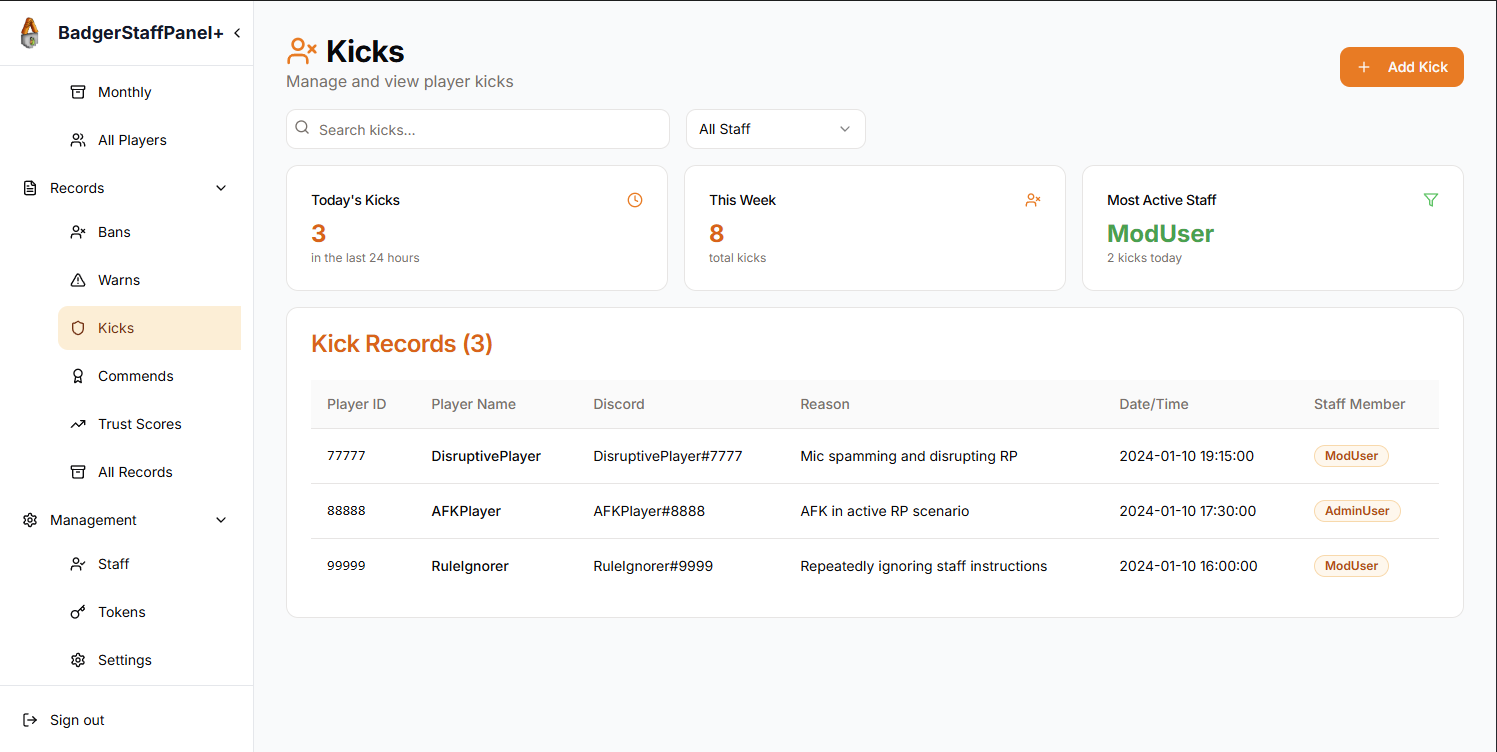 BadgerStaffPanel+
Monthly
All Players
Records
Bans
Warns
Kicks
Commends
Trust Scores
All Records
Management
Staff
Tokens
Settings
Sign out
Kicks
Manage and view player kicks
Add Kick
Search kicks...
All Staff
Today's Kicks
3
in the last 24 hours
This Week
8
total kicks
Most Active Staff
ModUser
2 kicks today
Kick Records (3)
Player ID Player Name Discord Reason Date/Time Staff Member
77777 DisruptivePlayer DisruptivePlayer#7777 Mic spamming and disrupting RP 2024-01-10 19:15:00 ModUser
88888 AFKPlayer AFKPlayer#8888 AFK in active RP scenario 2024-01-10 17:30:00 AdminUser
99999 RuleIgnorer RuleIgnorer#9999 Repeatedly ignoring staff instructions 2024-01-10 16:00:00 ModUser